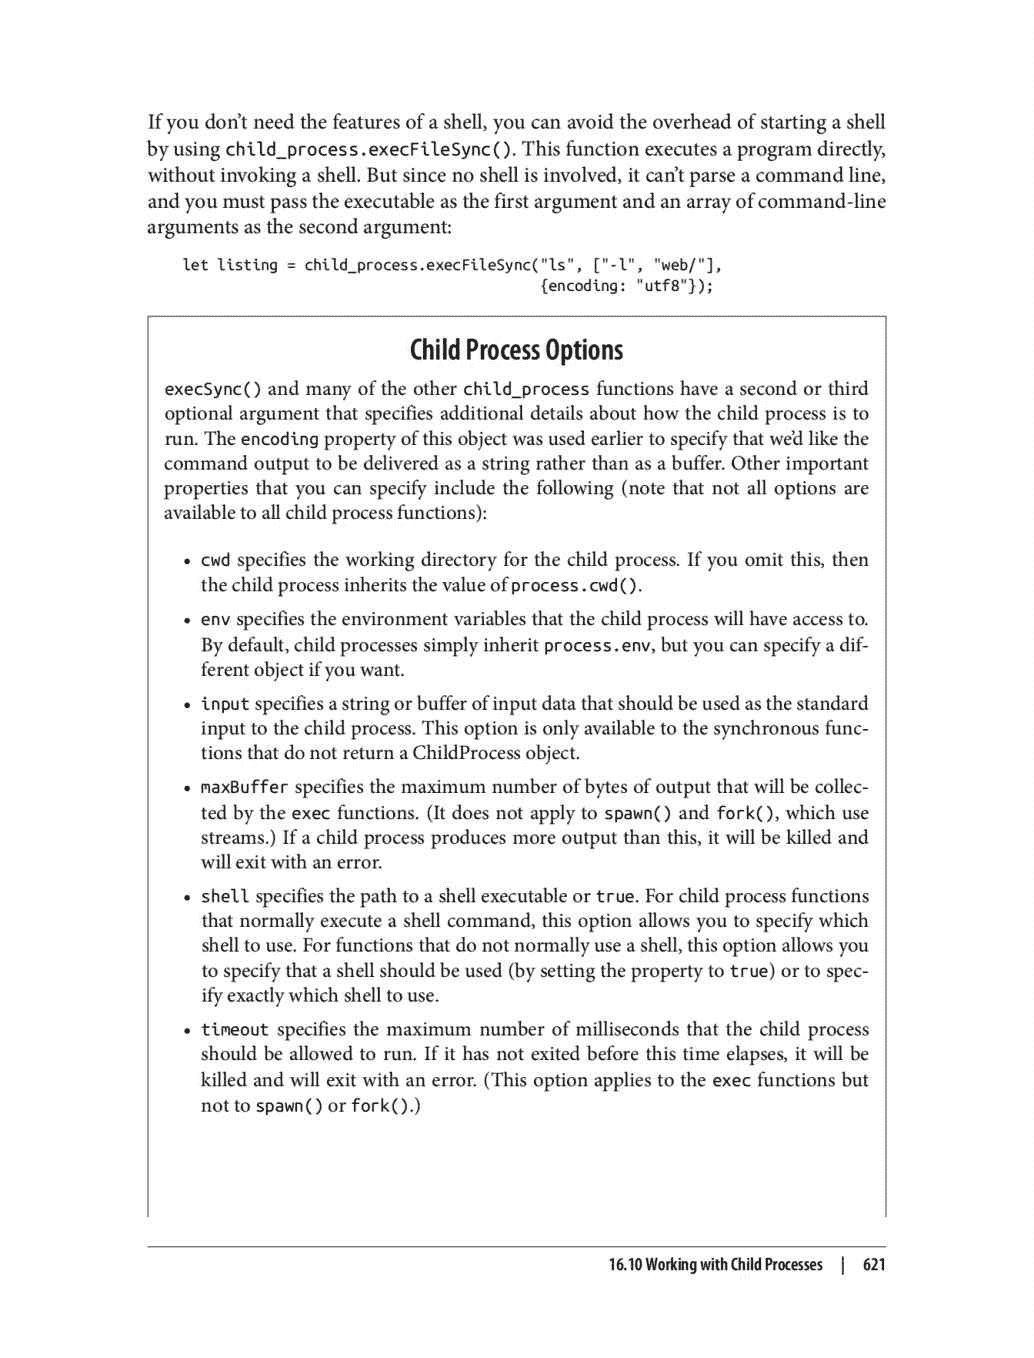 If you don't need the features of a shell, you can avoid the overhead of starting a shell
by using child_process.execFileSync(). This function executes a program directly,
without invoking a shell. But since no shell is involved, it can't parse a command line,
and you must pass the executable as the first argument and an array of command-line
arguments as the second argument:
let listing = child_process.execFileSync("ls", ["-l", "web/"],
{encoding: "utf8"});
Child Process Options
execSync() and many of the other child_process functions have a second or third
optional argument that specifies additional details about how the child process is to
run. The encoding property of this object was used earlier to specify that we'd like the
command output to be delivered as a string rather than as a buffer. Other important
properties that you can specify include the following (note that not all options are
available to all child process functions):
• cwd specifies the working directory for the child process. If you omit this, then
the child process inherits the value of process.cwd().
• env specifies the environment variables that the child process will have access to.
By default, child processes simply inherit process.env, but you can specify a dif-
ferent object if you want.
• input specifies a string or buffer of input data that should be used as the standard
input to the child process. This option is only available to the synchronous func-
tions that do not return a ChildProcess object.
• maxBuffer specifies the maximum number of bytes of output that will be collec-
ted by the exec functions. (It does not apply to spawn() and fork(), which use
streams.) If a child process produces more output than this, it will be killed and
will exit with an error.
• shell specifies the path to a shell executable or true. For child process functions
that normally execute a shell command, this option allows you to specify which
shell to use. For functions that do not normally use a shell, this option allows you
to specify that a shell should be used (by setting the property to true) or to spec-
ify exactly which shell to use.
• timeout specifies the maximum number of milliseconds that the child process
should be allowed to run. If it has not exited before this time elapses, it will be
killed and will exit with an error. (This option applies to the exec functions but
not to spawn() or fork().)
16.10 Working with Child Processes | 621